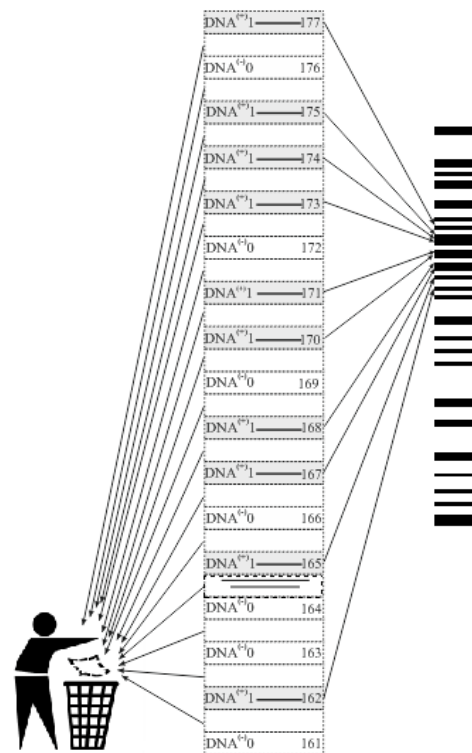 DNA(+)1 177
DNA(-)0 176
DNA(+)1 175
DNA(+)1 174
DNA(+)1 173
DNA(-)0 172
DNA(+)1 171
DNA(+)1 170
DNA(-)0 169
DNA(+)1 168
DNA(+)1 167
DNA(-)0 166
DNA(+)1 165
DNA(-)0 164
DNA(-)0 163
DNA(+)1 162
DNA(-)0 161